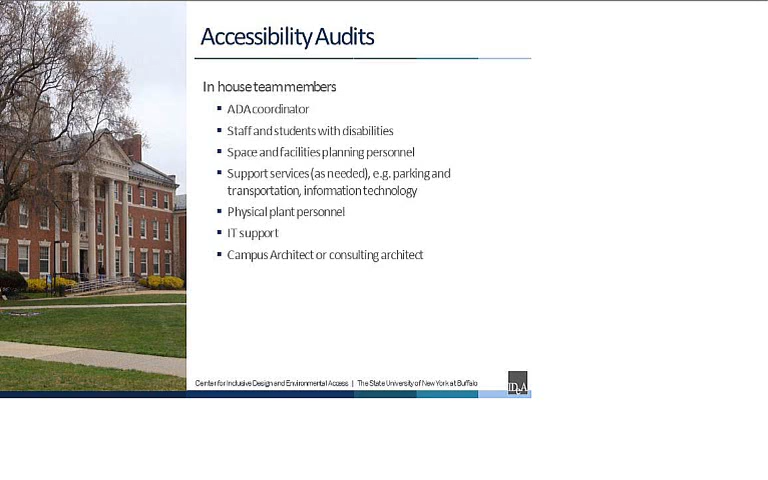 Accessibility Audits
In house team members
ADA coordinator
Staff and students with disabilities
Space and facilities planning personnel
Support services (as needed), e.g. parking and
transportation, information technology
Physical plant personnel
IT support
Campus Architect or consulting architect
Center for Inclusive Design and Environmental Access | The State University of New York at Buffalo
IDeA